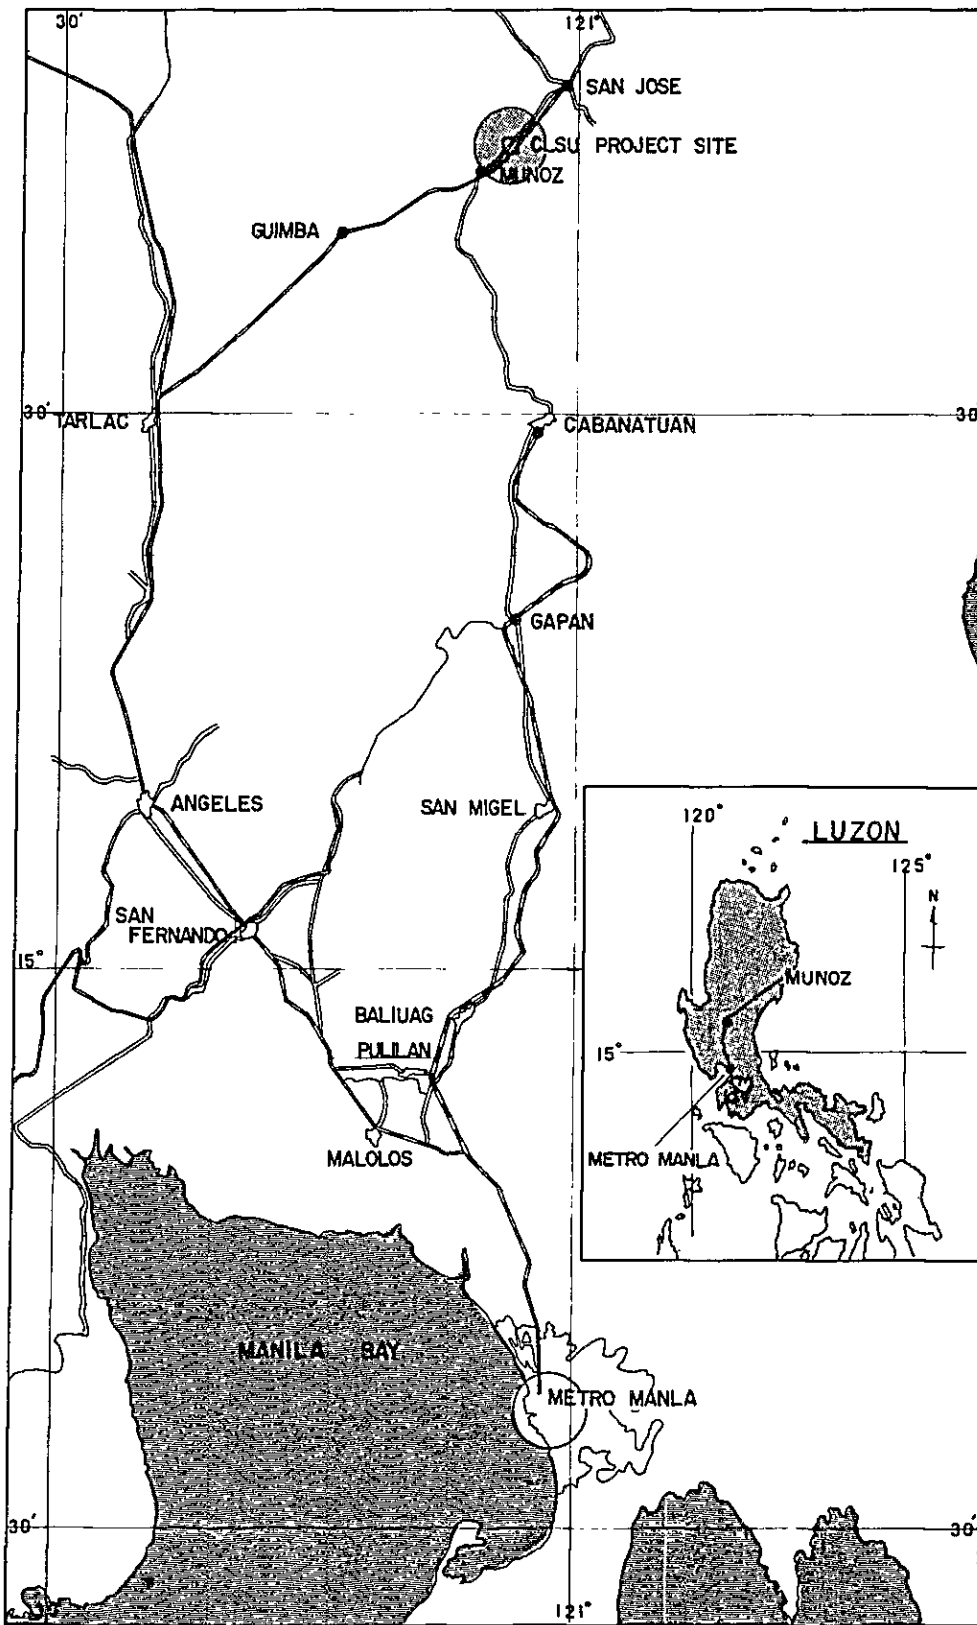 30'
121°
SAN JOSE
CLSU PROJECT SITE
MUNOZ
GUIMBA
30'
TARLAC
CABANATUAN
30'
GAPAN
ANGELES
SAN MIGEL
SAN
FERNANDO
15°
BALIUAG
PULILAN
MALOLOS
120°
LUZON
125°
N
MUNOZ
15°
METRO MANLA
MANILA BAY
METRO MANLA
30'
30'
121°